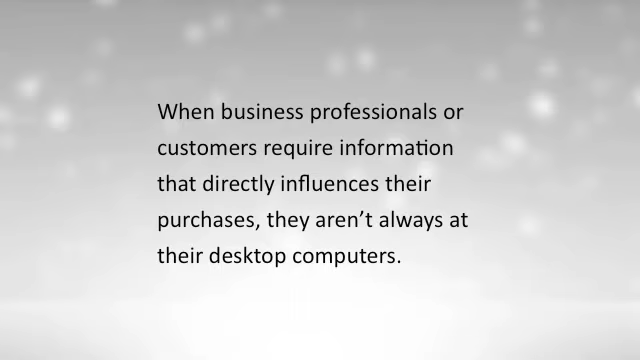 When business professionals or
customers require information
that directly influences their
purchases, they aren’t always at
their desktop computers.